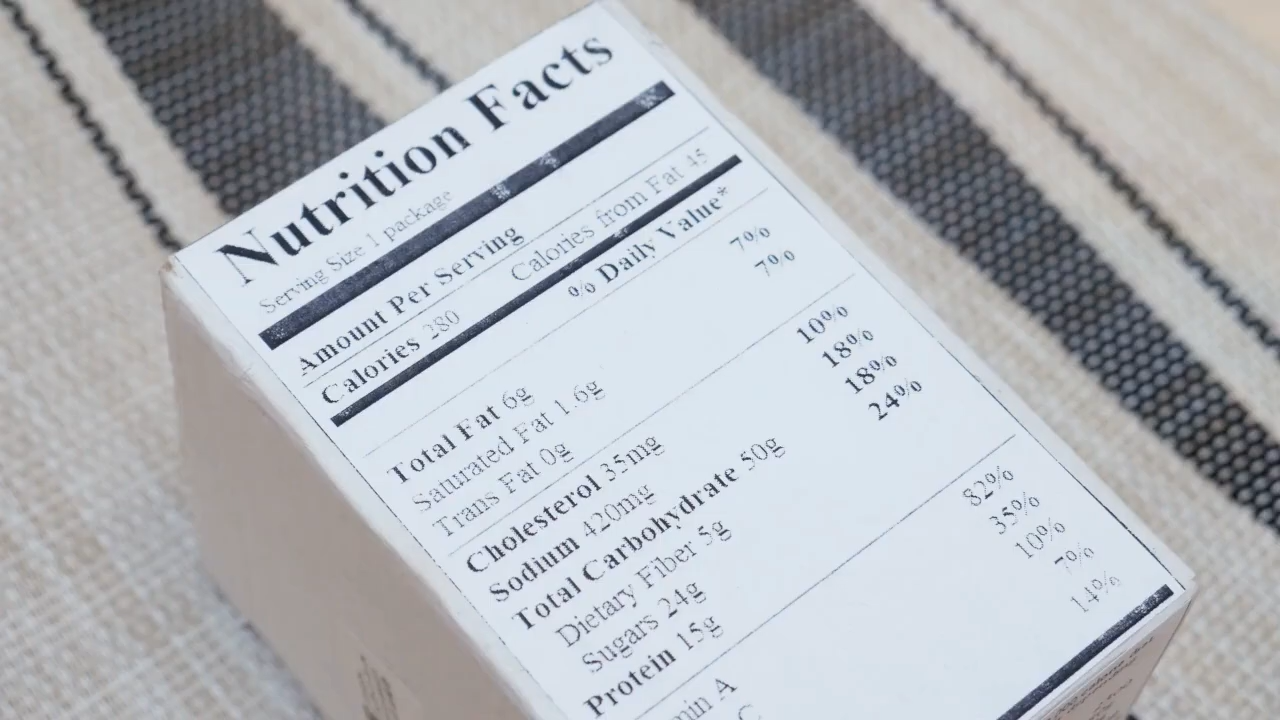 Nutrition Facts
Serving Size 1 package
Amount Per Serving
Calories 280 Calories from Fat 45
% Daily Value*
Total Fat 6g 7%
Saturated Fat 1.6g 7%
Trans Fat 0g
Cholesterol 35mg 10%
Sodium 420mg 18%
Total Carbohydrate 50g 18%
Dietary Fiber 5g 24%
Sugars 24g
Protein 15g
82%
35%
10%
7%
14%